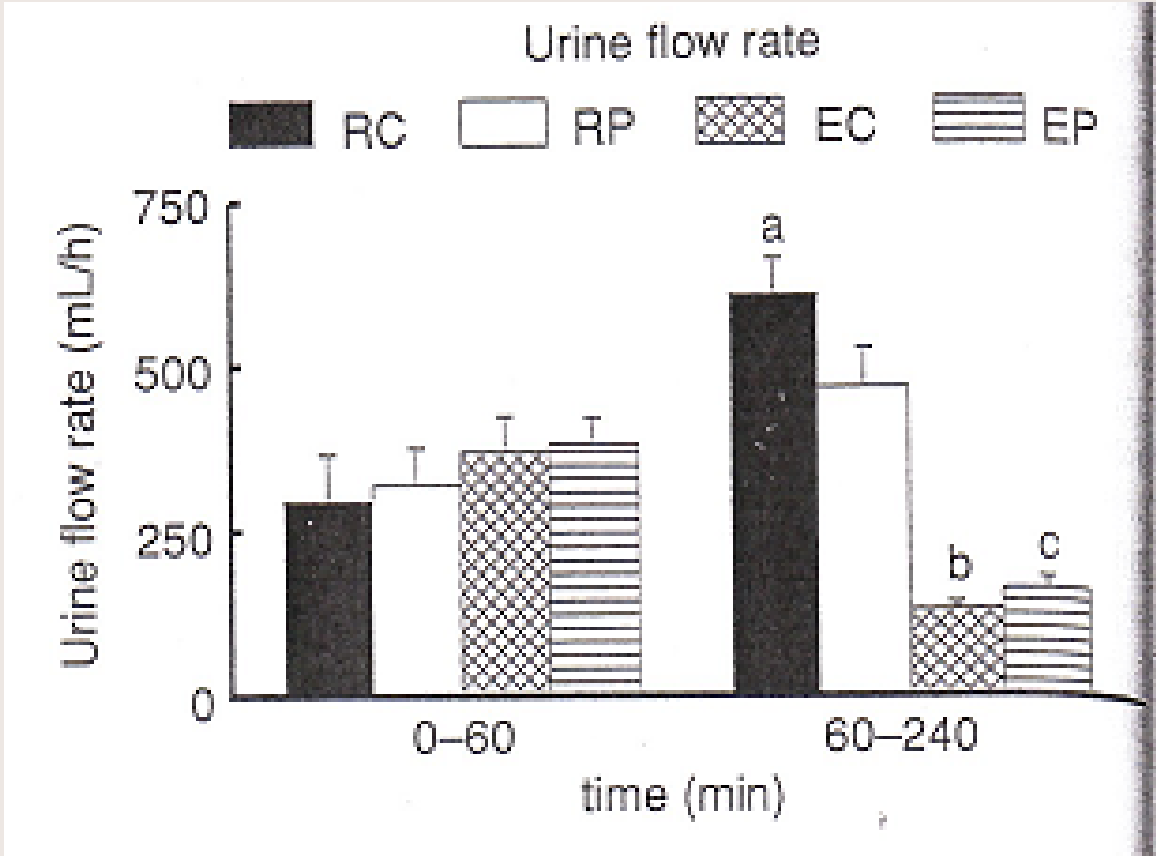 Urine flow rate
RC RP EC EP
Urine flow rate (mL/h)
750
500
250
0
a
b
c
0–60 60–240
time (min)